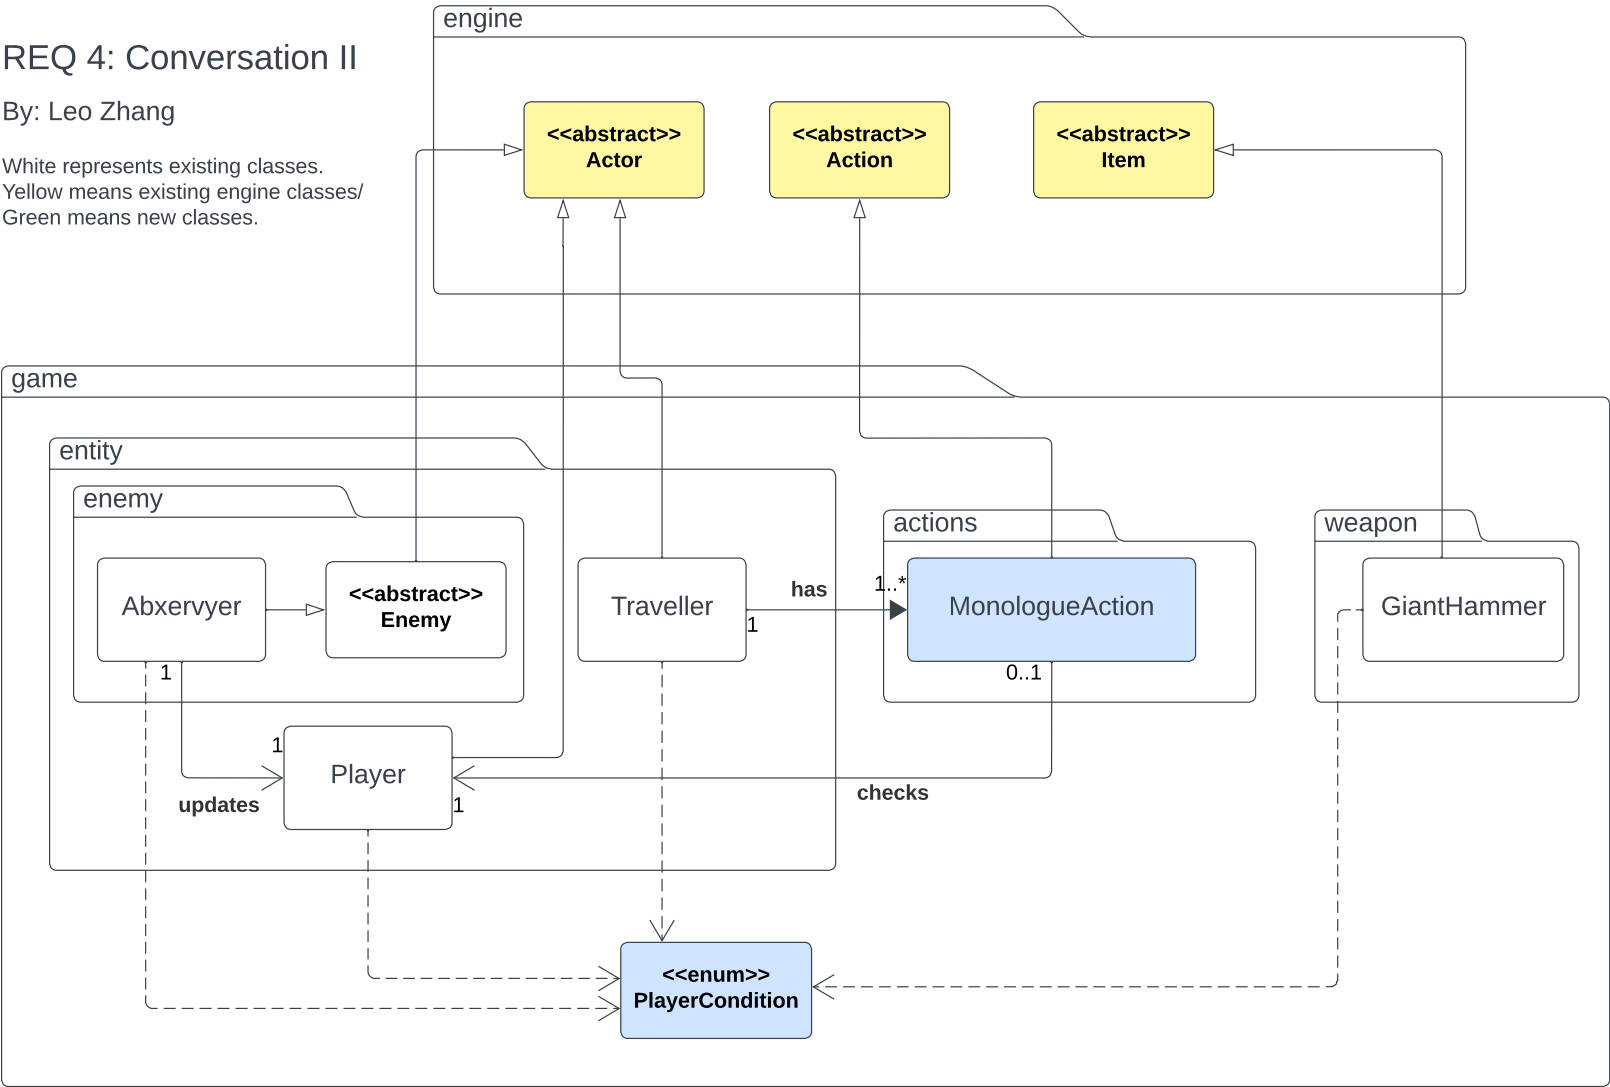 engine
REQ 4: Conversation II
By: Leo Zhang
White represents existing classes.
Yellow means existing engine classes/
Green means new classes.
<<abstract>>
Actor
<<abstract>>
Action
<<abstract>>
Item
game
entity
enemy
actions
weapon
Abxervyer
<<abstract>>
Enemy
Traveller
has
1..*
1
MonologueAction
GiantHammer
1
0..1
1
Player
updates
1
checks
<<enum>>
PlayerCondition